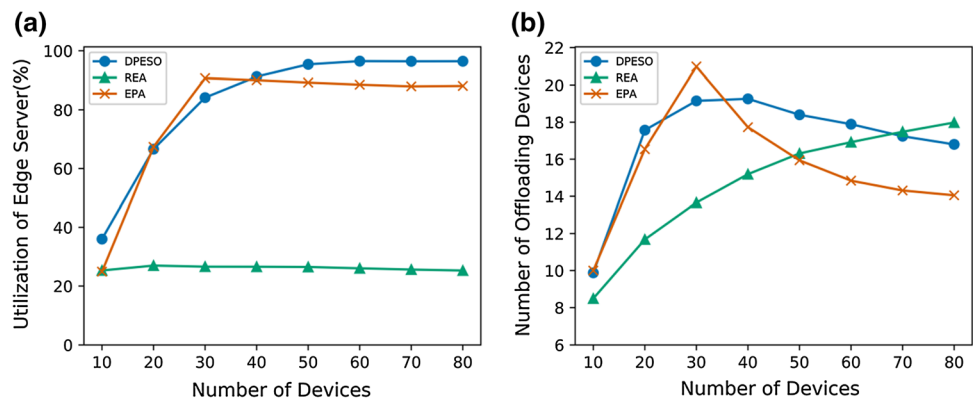 (a)
Utilization of Edge Server(%)
100
80
60
40
20
0
DPESO
REA
EPA
10 20 30 40 50 60 70 80
Number of Devices
(b)
Number of Offloading Devices
22
20
18
16
14
12
10
8
6
DPESO
REA
EPA
10 20 30 40 50 60 70 80
Number of Devices